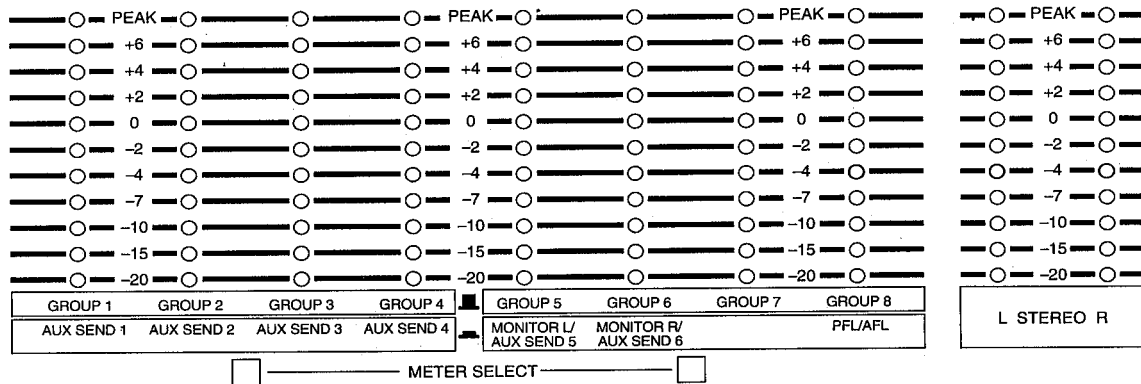 PEAK PEAK PEAK PEAK
+6 +6 +6 +6
+4 +4 +4 +4
+2 +2 +2 +2
0 0 0 0
−2 −2 −2 −2
−4 −4 −4 −4
−7 −7 −7 −7
−10 −10 −10 −10
−15 −15 −15 −15
−20 −20 −20 −20
GROUP 1 GROUP 2 GROUP 3 GROUP 4 GROUP 5 GROUP 6 GROUP 7 GROUP 8
AUX SEND 1 AUX SEND 2 AUX SEND 3 AUX SEND 4 MONITOR L/ MONITOR R/ PFL/AFL
AUX SEND 5 AUX SEND 6
L STEREO R
METER SELECT